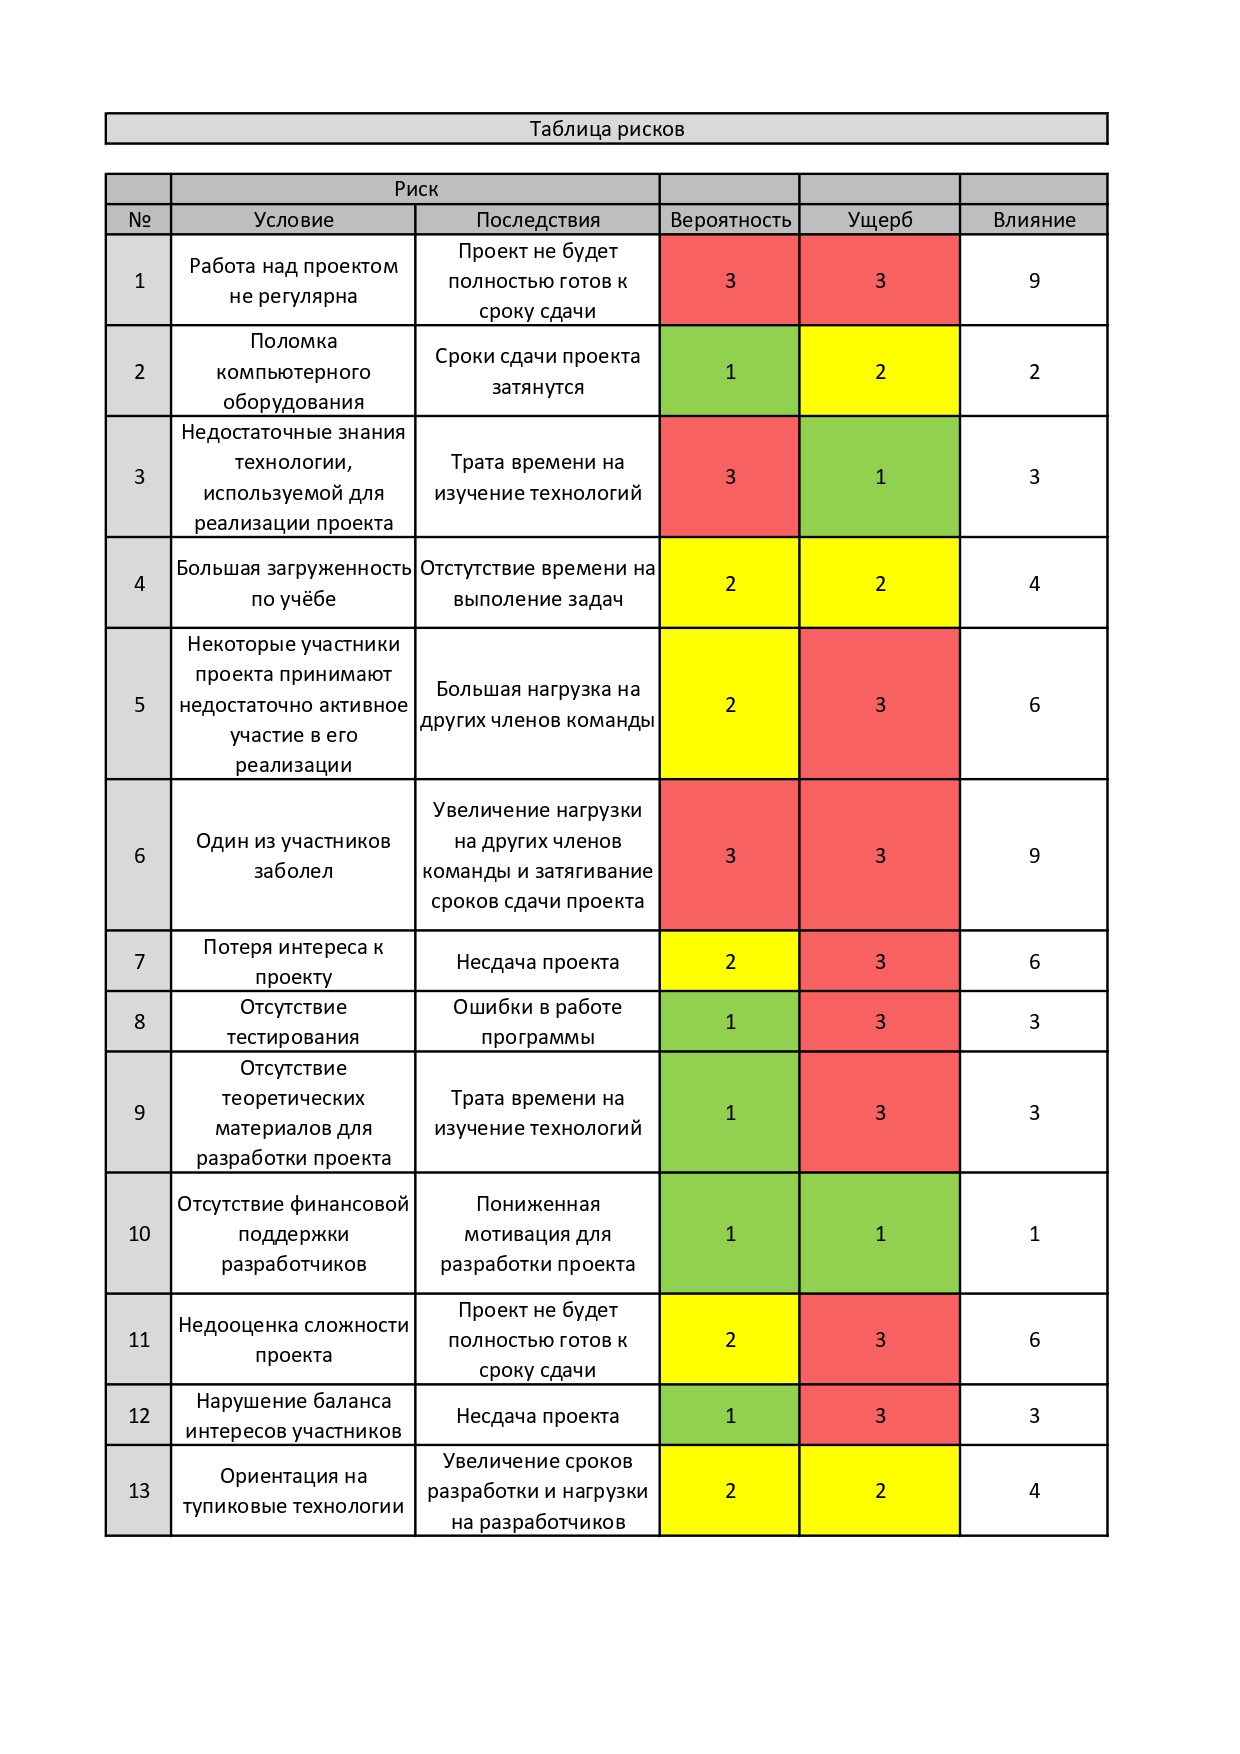 Таблица рисков
Риск
№ Условие Последствия Вероятность Ущерб Влияние
1
Работа над проектом
не регулярна
Проект не будет
полностью готов к
сроку сдачи
3
3
9
2
Поломка
компьютерного
оборудования
Сроки сдачи проекта
затянутся
1
2
2
3
Недостаточные знания
технологии,
используемой для
реализации проекта
Трата времени на
изучение технологий
3
1
3
4
Большая загруженность
по учёбе
Отстутствие времени на
выполение задач
2
2
4
5
Некоторые участники
проекта принимают
недостаточно активное
участие в его
реализации
Большая нагрузка на
других членов команды
2
3
6
6
Один из участников
заболел
Увеличение нагрузки
на других членов
команды и затягивание
сроков сдачи проекта
3
3
9
7
Потеря интереса к
проекту
Несдача проекта
2
3
6
8
Отсутствие
тестирования
Ошибки в работе
программы
1
3
3
9
Отсутствие
теоретических
материалов для
разработки проекта
Трата времени на
изучение технологий
1
3
3
10
Отсутствие финансовой
поддержки
разработчиков
Пониженная
мотивация для
разработки проекта
1
1
1
11
Недооценка сложности
проекта
Проект не будет
полностью готов к
сроку сдачи
2
3
6
12
Нарушение баланса
интересов участников
Несдача проекта
1
3
3
13
Ориентация на
тупиковые технологии
Увеличение сроков
разработки и нагрузки
на разработчиков
2
2
4